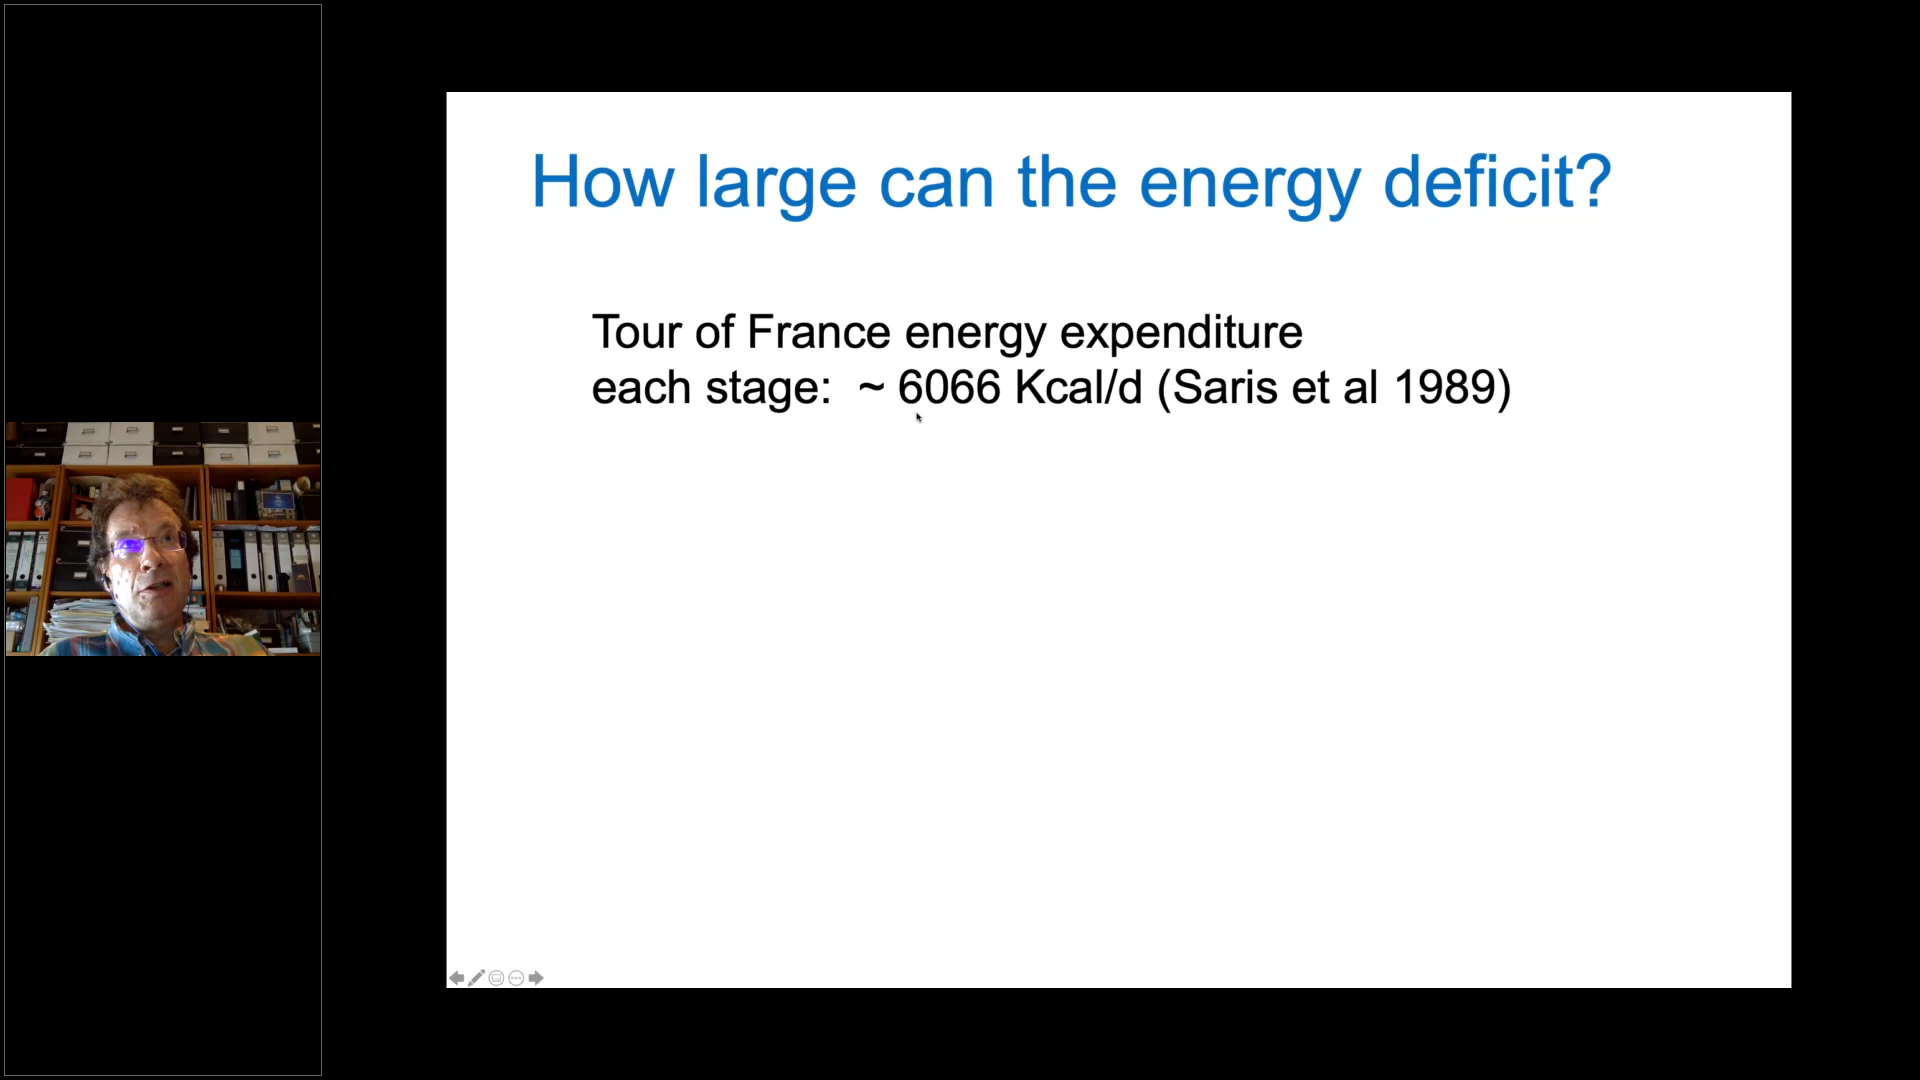 How large can the energy deficit?
Tour of France energy expenditure
each stage: ~ 6066 Kcal/d (Saris et al 1989)